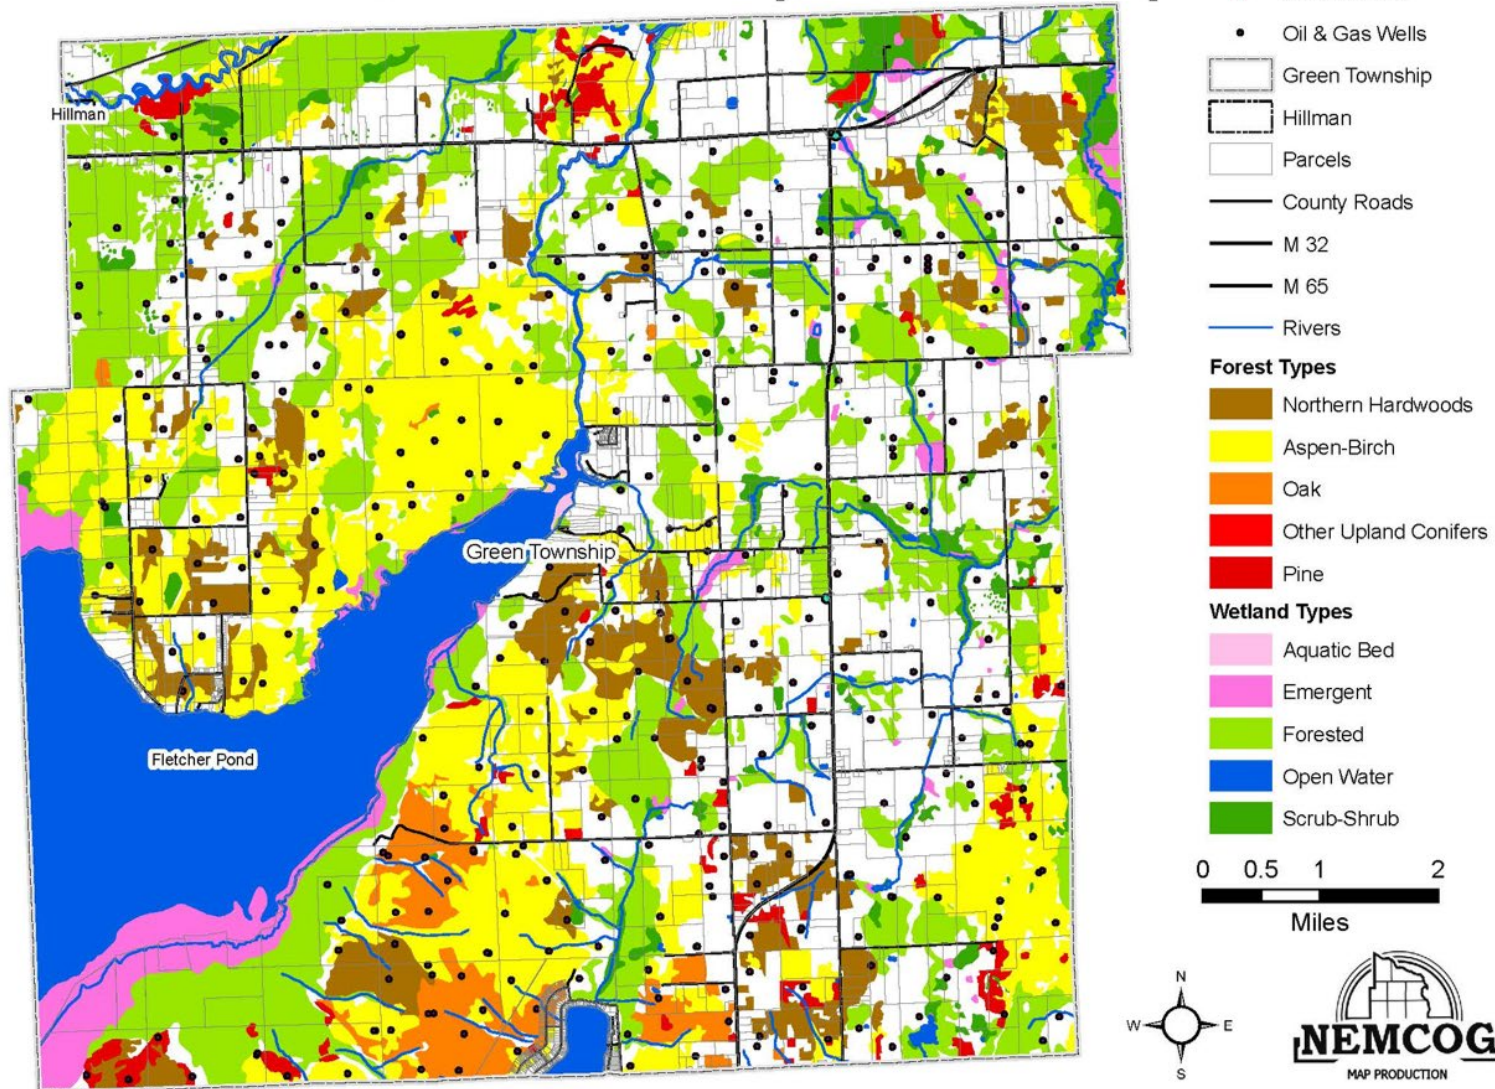 Oil & Gas Wells
Green Township
Hillman
Parcels
County Roads
M 32
M 65
Rivers
Forest Types
Northern Hardwoods
Aspen-Birch
Oak
Other Upland Conifers
Pine
Wetland Types
Aquatic Bed
Emergent
Forested
Open Water
Scrub-Shrub
0 0.5 1 2
Miles
N
W E
S
NEMCOG
MAP PRODUCTION
Hillman
Green Township
Fletcher Pond